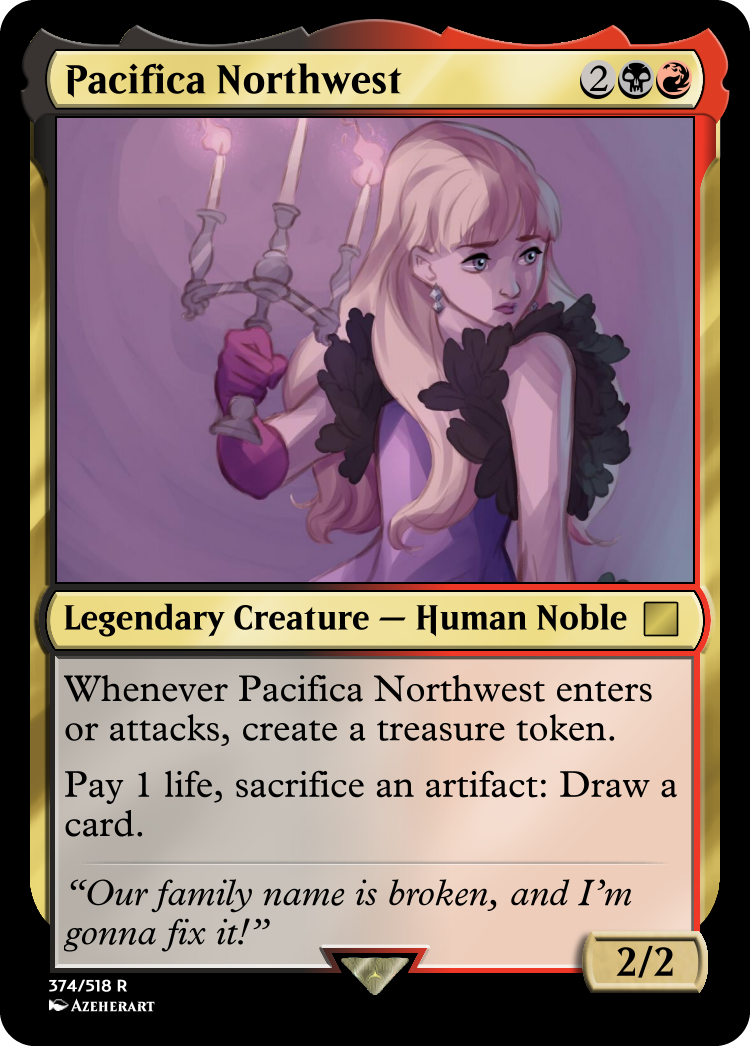 Pacifica Northwest 2
Legendary Creature — Human Noble
Whenever Pacifica Northwest enters
or attacks, create a treasure token.
Pay 1 life, sacrifice an artifact: Draw a
card.
“Our family name is broken, and I’m
gonna fix it!”
2/2
374/518 R
AZEHERART